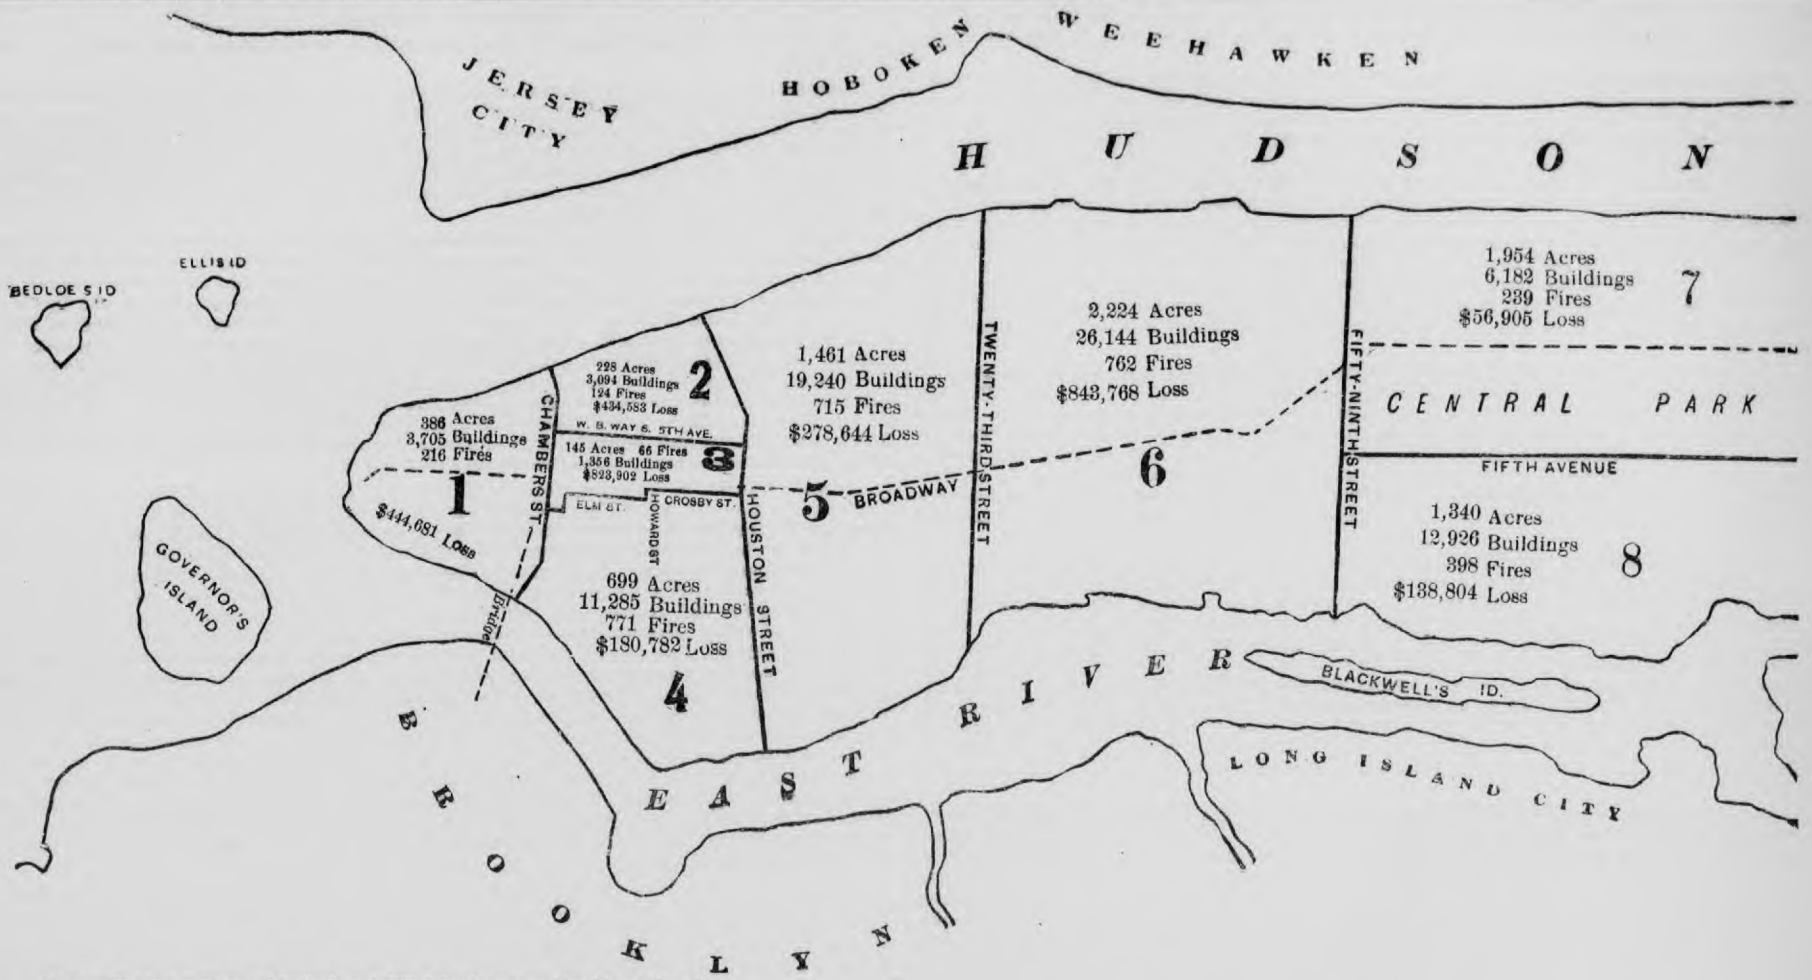 JERSEY
CITY
HOBOKEN
WEEHAWKEN
HUDSON
BEDLOE S ID
ELLIS ID
GOVERNOR'S
ISLAND
386 Acres
3,705 Buildings
216 Fires
1
$444,681 Loss
CHAMBERS ST
Bridge
228 Acres
3,094 Buildings
124 Fires
$434,583 Loss
2
W. B. WAY & 5TH AVE.
145 Acres 66 Fires
1,356 Buildings
$823,902 Loss
3
ELM ST.
HOWARD ST
CROSBY ST.
699 Acres
11,285 Buildings
771 Fires
$180,782 Loss
4
HOUSTON STREET
1,461 Acres
19,240 Buildings
715 Fires
$278,644 Loss
5
BROADWAY
TWENTY-THIRD STREET
2,224 Acres
26,144 Buildings
762 Fires
$843,768 Loss
6
FIFTY-NINTH STREET
1,954 Acres
6,182 Buildings
239 Fires
$56,905 Loss
7
CENTRAL PARK
FIFTH AVENUE
1,340 Acres
12,926 Buildings
398 Fires
$138,804 Loss
8
EAST RIVER
BLACKWELL'S ID.
LONG ISLAND CITY
BROOKLYN